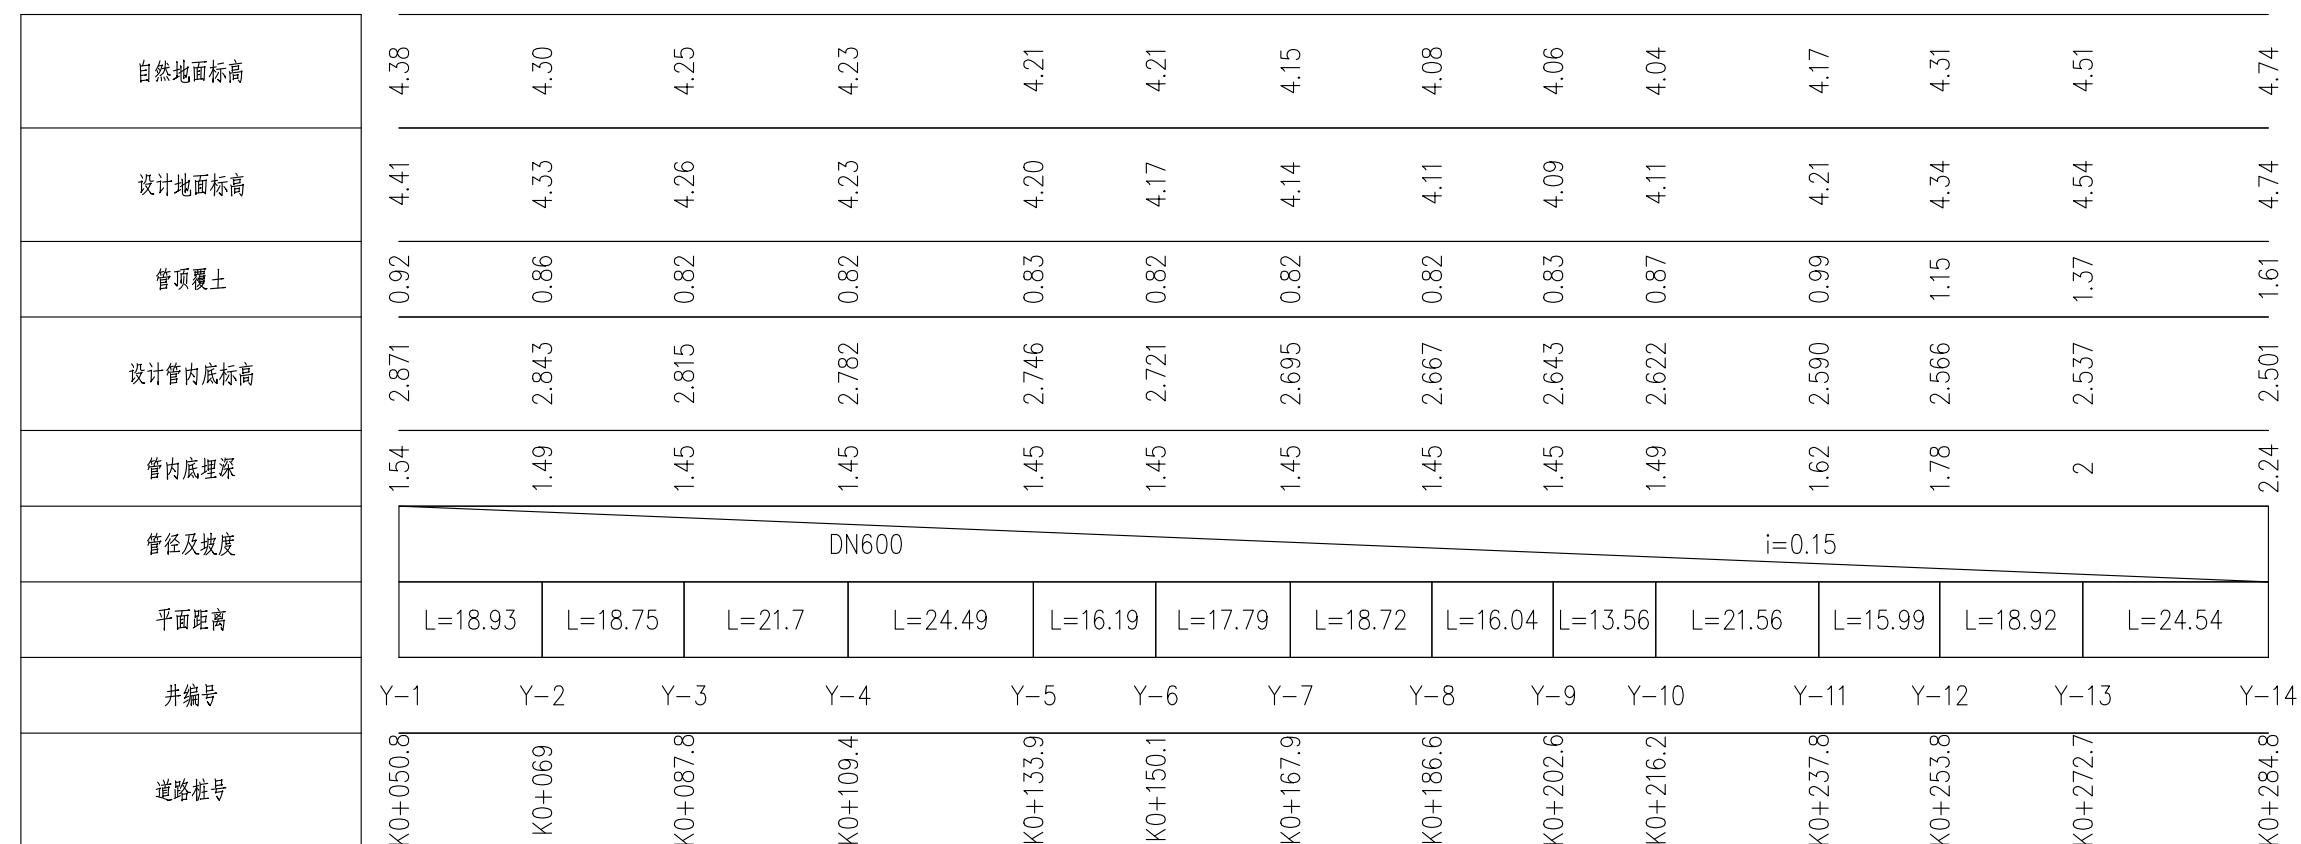 自然地面标高 4.38 4.30 4.25 4.23 4.21 4.21 4.15 4.08 4.06 4.04 4.17 4.31 4.51 4.74
设计地面标高 4.41 4.33 4.26 4.23 4.20 4.17 4.14 4.11 4.09 4.11 4.21 4.34 4.54 4.74
管顶覆土 0.92 0.86 0.82 0.82 0.83 0.82 0.82 0.82 0.83 0.87 0.99 1.15 1.37 1.61
设计管内底标高 2.871 2.843 2.815 2.782 2.746 2.721 2.695 2.667 2.643 2.622 2.590 2.566 2.537 2.501
管内底埋深 1.54 1.49 1.45 1.45 1.45 1.45 1.45 1.45 1.45 1.49 1.62 1.78 2 2.24
管径及坡度 DN600 i=0.15
平面距离 L=18.93 L=18.75 L=21.7 L=24.49 L=16.19 L=17.79 L=18.72 L=16.04 L=13.56 L=21.56 L=15.99 L=18.92 L=24.54
井编号 Y-1 Y-2 Y-3 Y-4 Y-5 Y-6 Y-7 Y-8 Y-9 Y-10 Y-11 Y-12 Y-13 Y-14
道路桩号 K0+050.8 K0+069 K0+087.8 K0+109.4 K0+133.9 K0+150.1 K0+167.9 K0+186.6 K0+202.6 K0+216.2 K0+237.8 K0+253.8 K0+272.7 K0+284.8